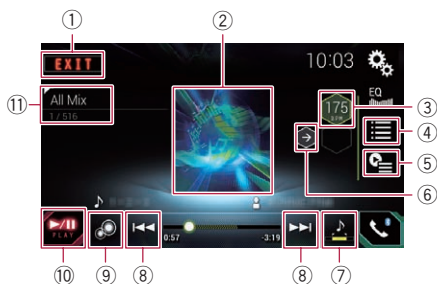 ①
②
EXIT
10:03
⑪
All Mix
1 / 516
EQ
175
BPM
③
④
⑤
⑥
PLAY
0:57
-3:19
⑩
⑨
⑧
⑧
⑦